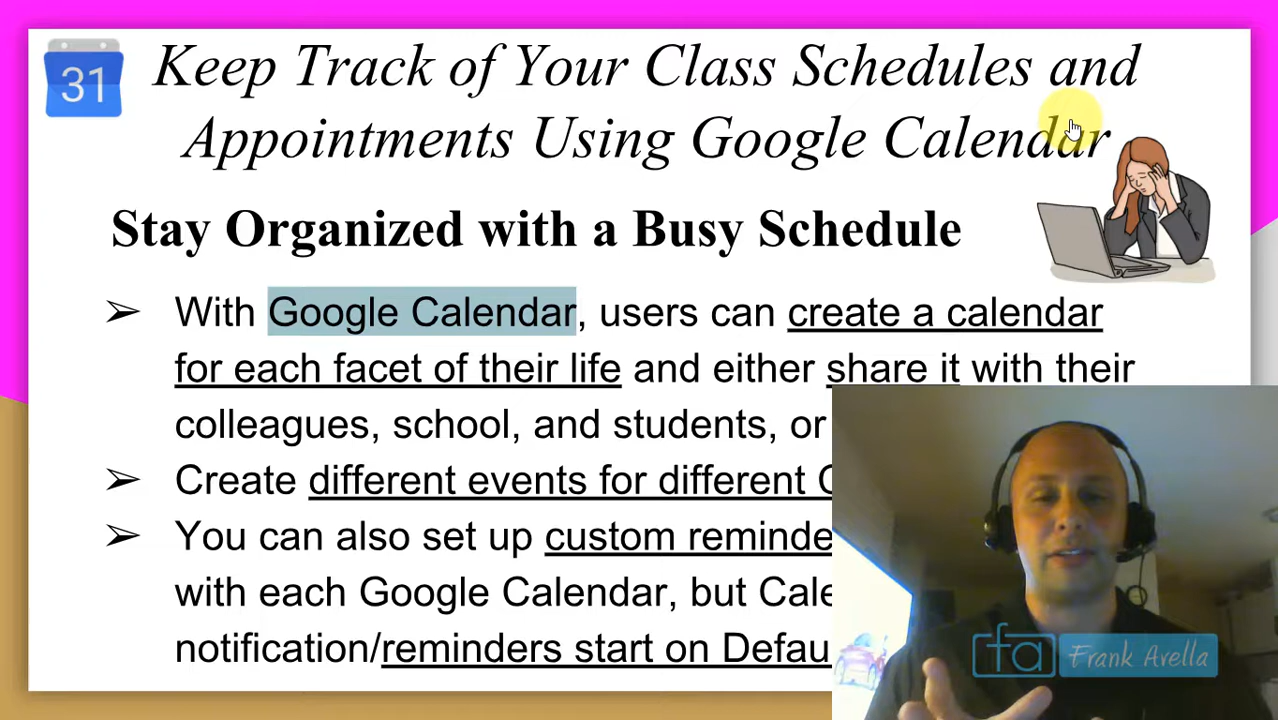 31
Keep Track of Your Class Schedules and
Appointments Using Google Calendar
Stay Organized with a Busy Schedule
➢ With Google Calendar, users can create a calendar
for each facet of their life and either share it with their
colleagues, school, and students, or
➢ Create different events for different
➢ You can also set up custom reminde
with each Google Calendar, but Cale
notification/reminders start on Defau
fa Frank Avella